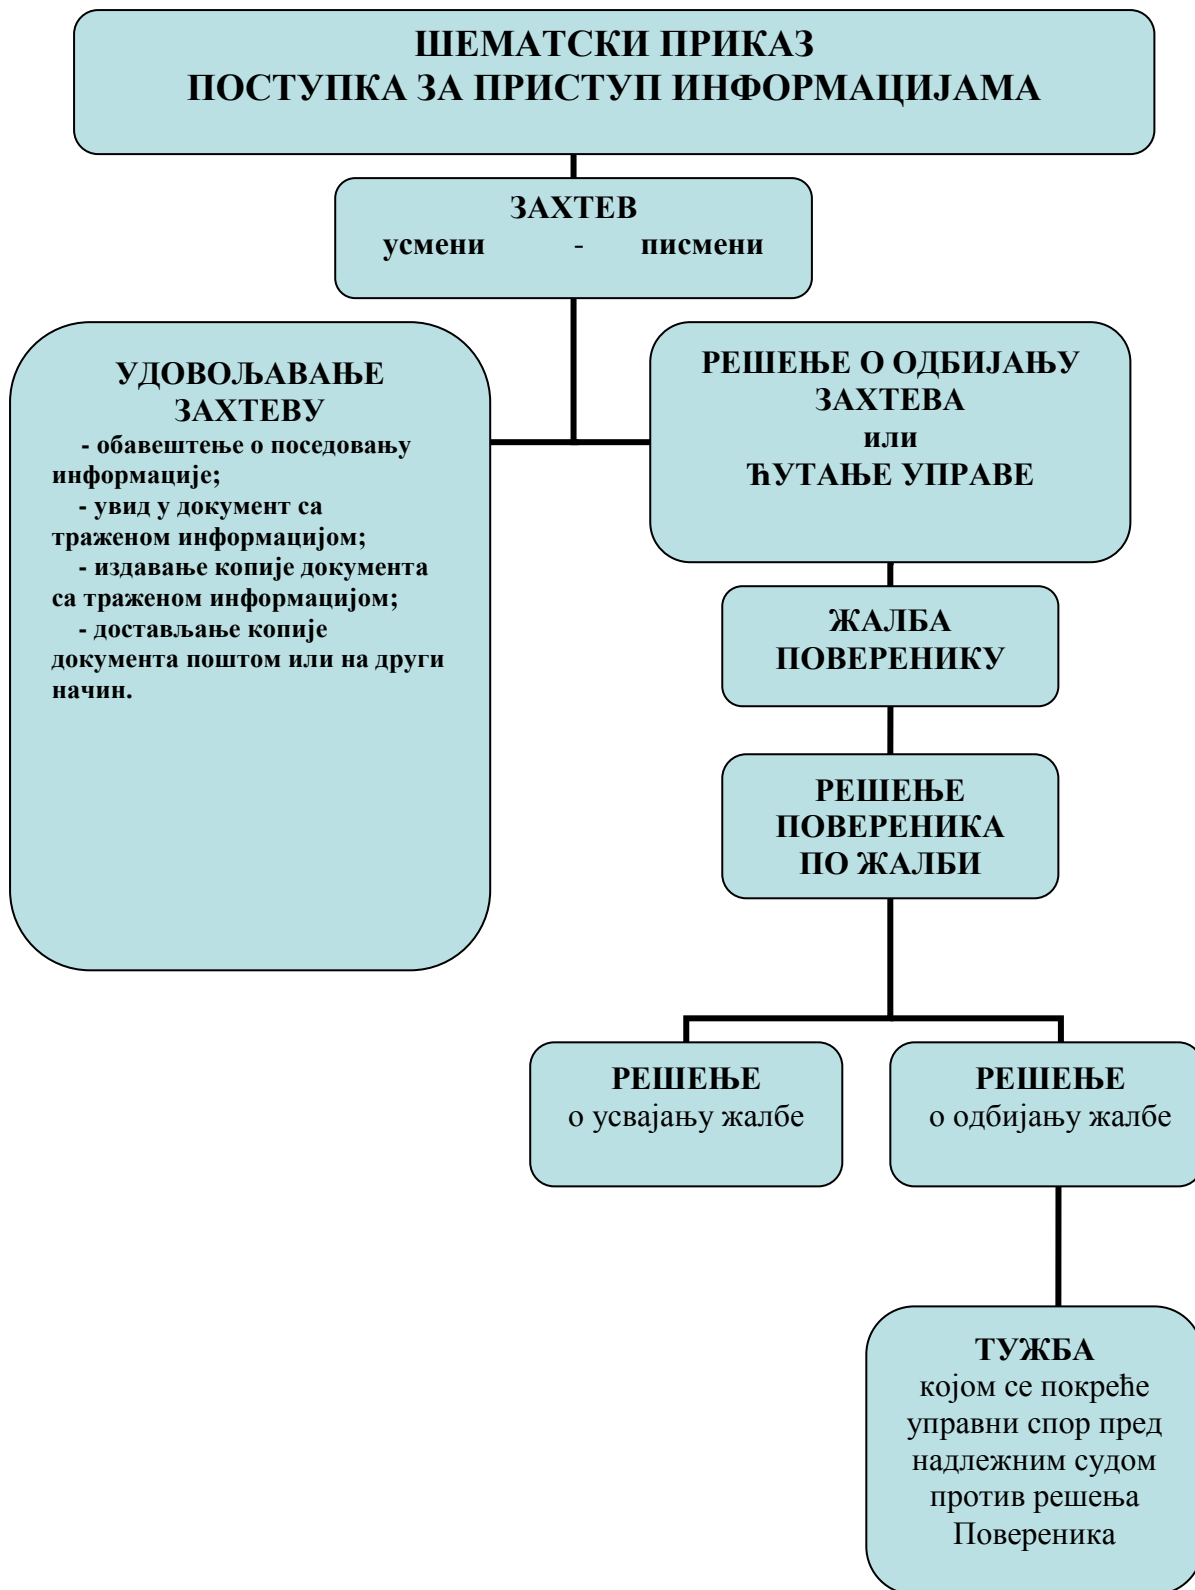 ШЕМАТСКИ ПРИКАЗ
ПОСТУПКА ЗА ПРИСТУП ИНФОРМАЦИЈАМА
ЗАХТЕВ
усмени - писмени
УДОВОЉАВАЊЕ
ЗАХТЕВУ
- обавештење о поседовању
информације;
- увид у документ са
траженом информацијом;
- издавање копије документа
са траженом информацијом;
- достављање копије
документа поштом или на други
начин.
РЕШЕЊЕ О ОДБИЈАЊУ
ЗАХТЕВА
или
ЋУТАЊЕ УПРАВЕ
ЖАЛБА
ПОВЕРЕНИКУ
РЕШЕЊЕ
ПОВЕРЕНИКА
ПО ЖАЛБИ
РЕШЕЊЕ
о усвајању жалбе
РЕШЕЊЕ
о одбијању жалбе
ТУЖБА
којом се покреће
управни спор пред
надлежним судом
против решења
Повереника